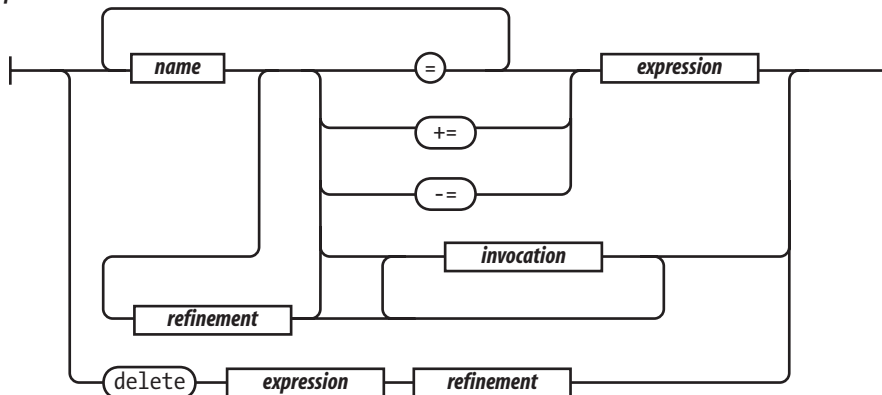 name = expression
+=
-=
invocation
refinement
delete expression refinement